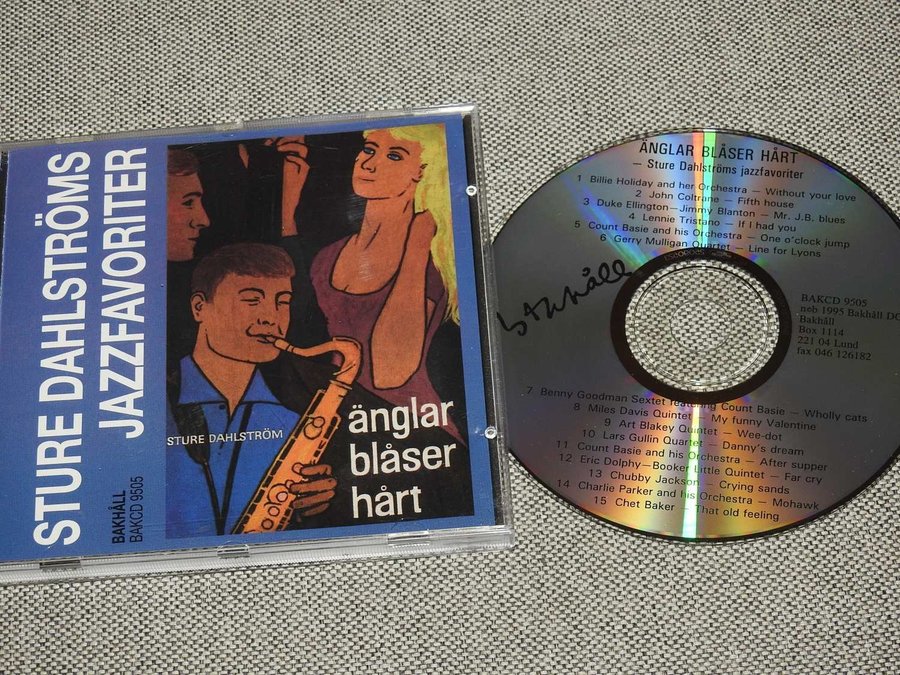 STURE DAHLSTRÖMS
JAZZFAVORITER
BAKHÅLL
BAKCD 9505
STURE DAHLSTRÖM
änglar
blåser
hårt
ÄNGLAR BLÅSER HÅRT
– Sture Dahlströms jazzfavoriter
1 Billie Holiday and her Orchestra – Without your love
2 John Coltrane – Fifth house
3 Duke Ellington–Jimmy Blanton – Mr. J.B. blues
4 Lennie Tristano – If I had you
5 Count Basie and his Orchestra – One o'clock jump
6 Gerry Mulligan Quartet – Line for Lyons
bakhåll
BAKCD 9505
n©b 1995 Bakhåll DG
Bakhåll
Box 1114
221 04 Lund
fax 046 126182
7 Benny Goodman Sextet featuring Count Basie – Wholly cats
8 Miles Davis Quintet – My funny Valentine
9 Art Blakey Quintet – Wee-dot
10 Lars Gullin Quartet – Danny's dream
11 Count Basie and his Orchestra – After supper
12 Eric Dolphy–Booker Little Quintet – Far cry
13 Chubby Jackson – Crying sands
14 Charlie Parker and his Orchestra – Mohawk
15 Chet Baker – That old feeling